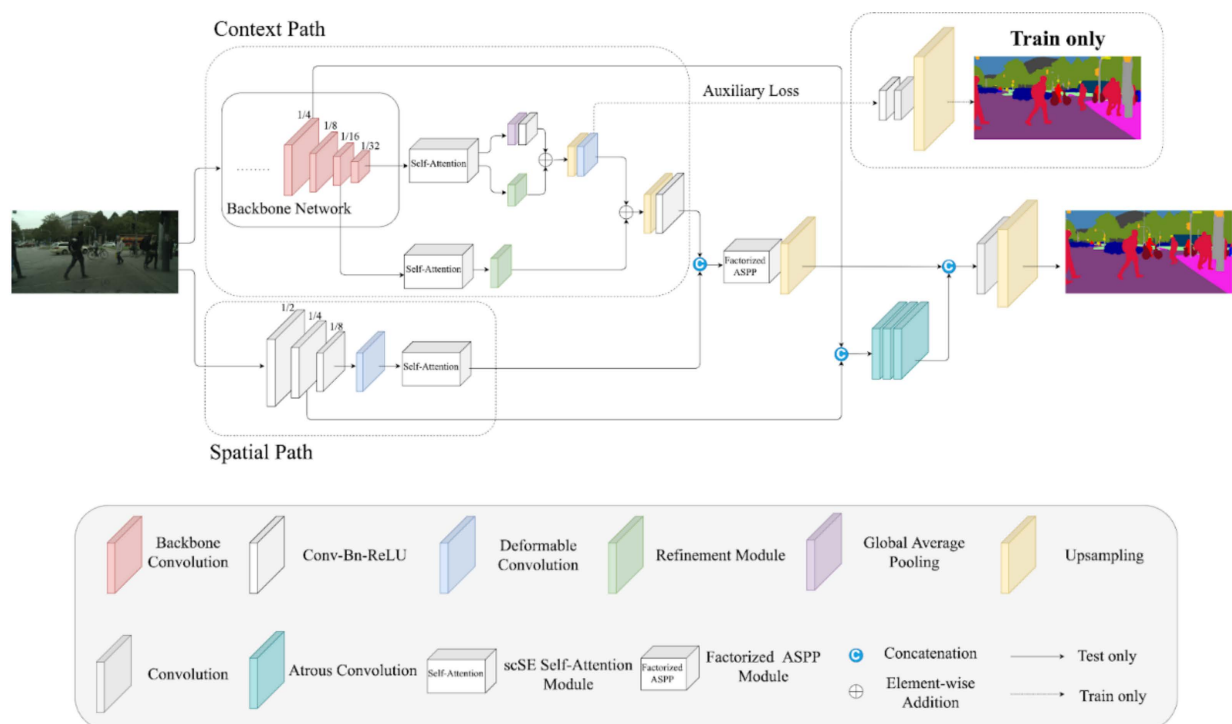 Context Path
Train only
Auxiliary Loss
1/4
1/8
1/16
1/32
........
Self-Attention
Backbone Network
Self-Attention
Factorized
ASPP
C
C
C
1/2
1/4
1/8
Self-Attention
Spatial Path
Backbone
Convolution
Conv-Bn-ReLU
Deformable
Convolution
Refinement Module
Global Average
Pooling
Upsampling
Convolution
Atrous Convolution
Self-Attention
scSE Self-Attention
Module
Factorized
ASPP
Factorized ASPP
Module
C
Concatenation
Element-wise
Addition
Test only
Train only